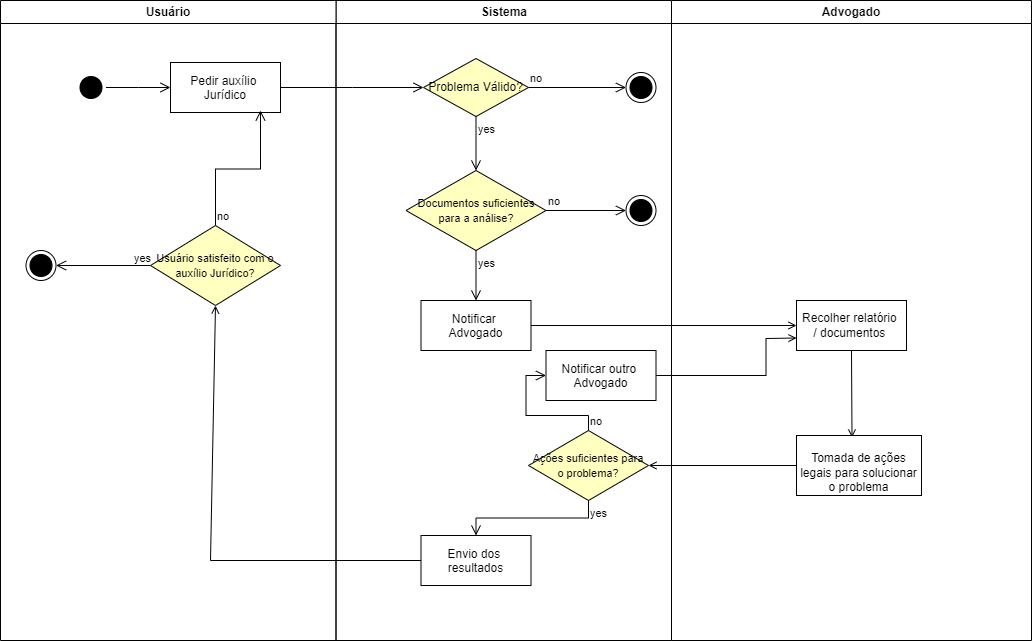 Usuário
Sistema
Advogado
Pedir auxílio
Jurídico
Problema Válido?
no
yes
Documentos suficientes
para a análise?
no
yes
no
yes
Usuário satisfeito com o
auxílio Jurídico?
Notificar
Advogado
Recolher relatório
/ documentos
Notificar outro
Advogado
no
Ações suficientes para
o problema?
yes
Tomada de ações
legais para solucionar
o problema
Envio dos
resultados